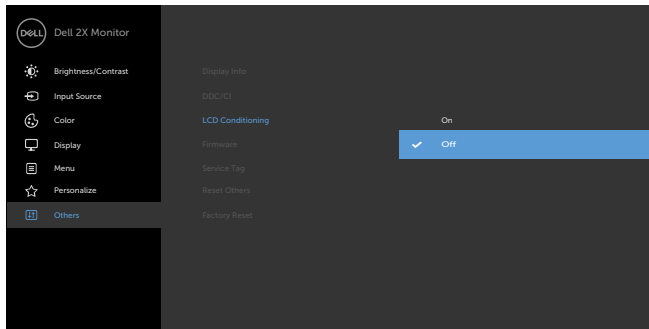 DELL
Dell 2X Monitor
Brightness/Contrast
Input Source
Color
Display
Menu
Personalize
Others
Display Info
DDC/CI
LCD Conditioning
Firmware
Service Tag
Reset Others
Factory Reset
On
Off